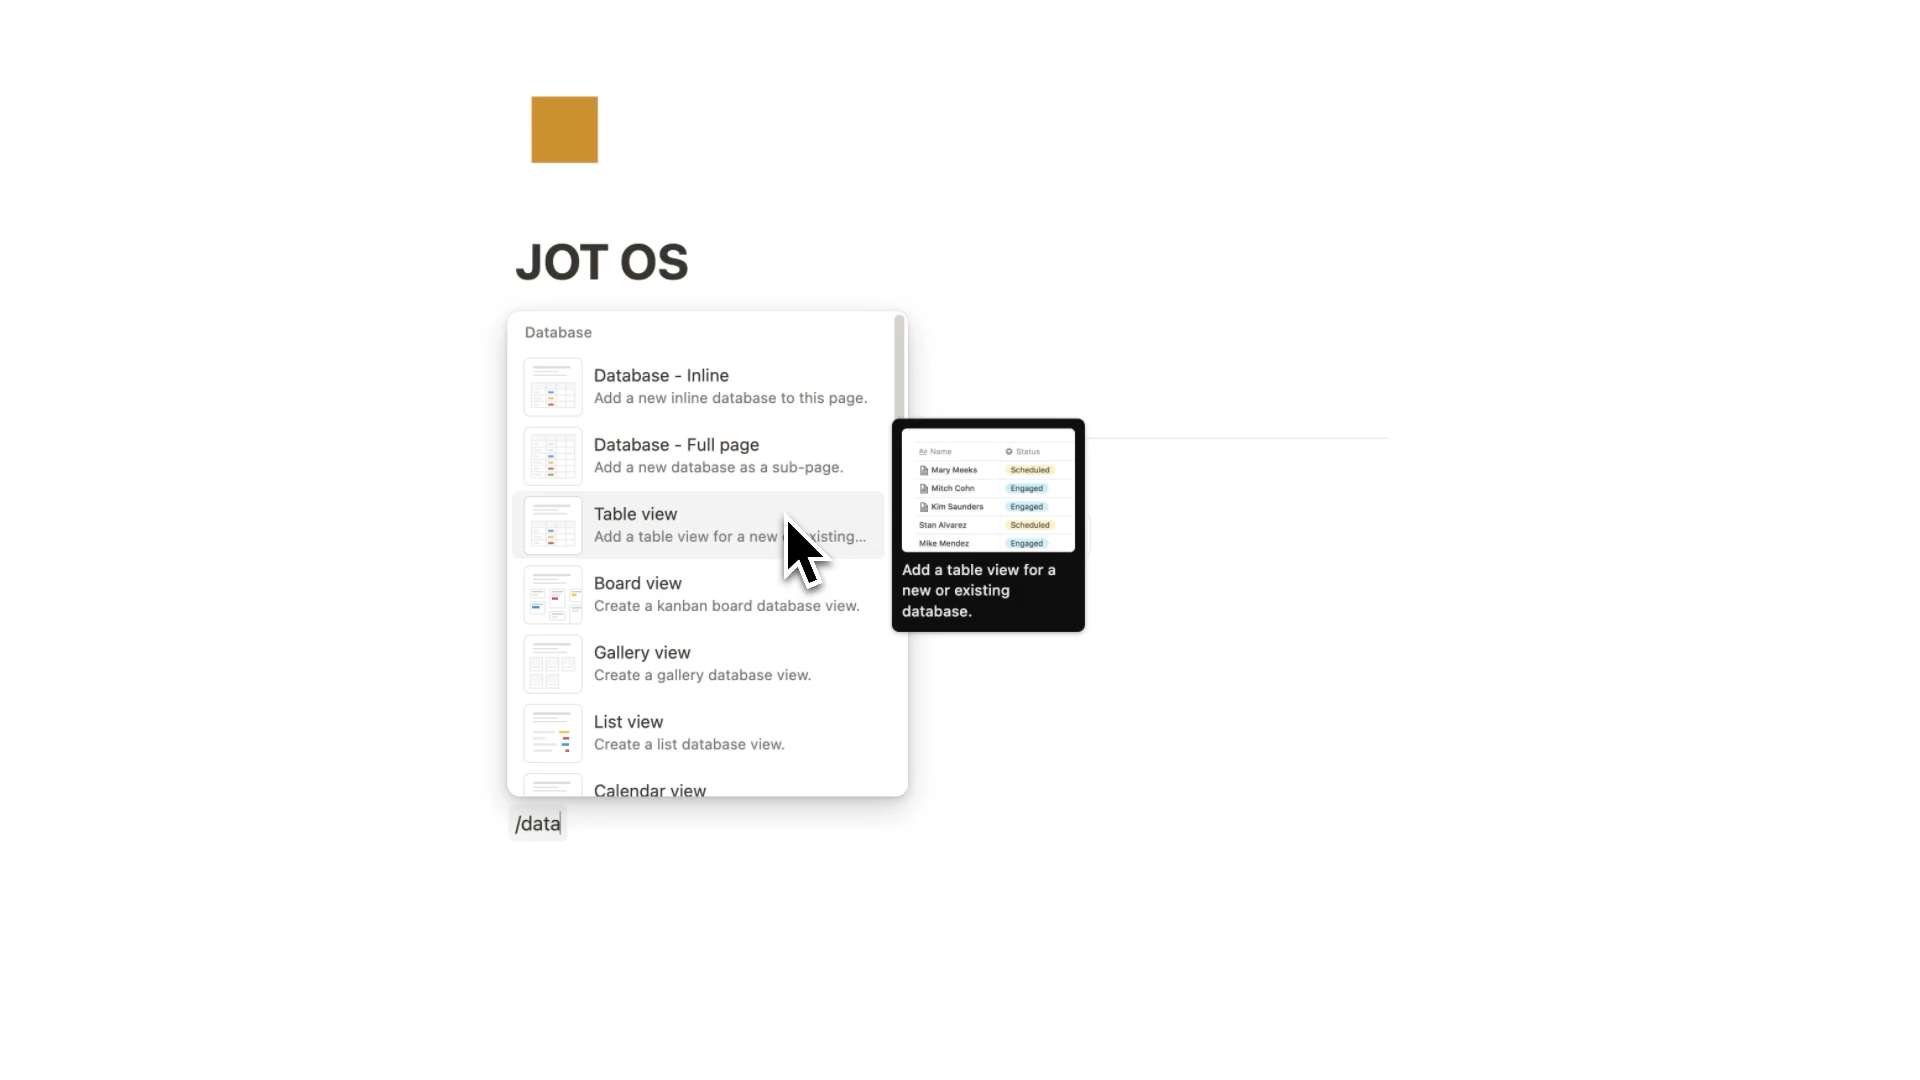 JOT OS
Database
Database - Inline
Add a new inline database to this page.
Database - Full page
Add a new database as a sub-page.
Table view
Add a table view for a new existing...
Board view
Create a kanban board database view.
Gallery view
Create a gallery database view.
List view
Create a list database view.
Calendar view
Aa Name Status
Mary Meeks Scheduled
Mitch Cohn Engaged
Kim Saunders Engaged
Stan Alvarez Scheduled
Mike Mendez Engaged
Add a table view for a
new or existing
database.
/data